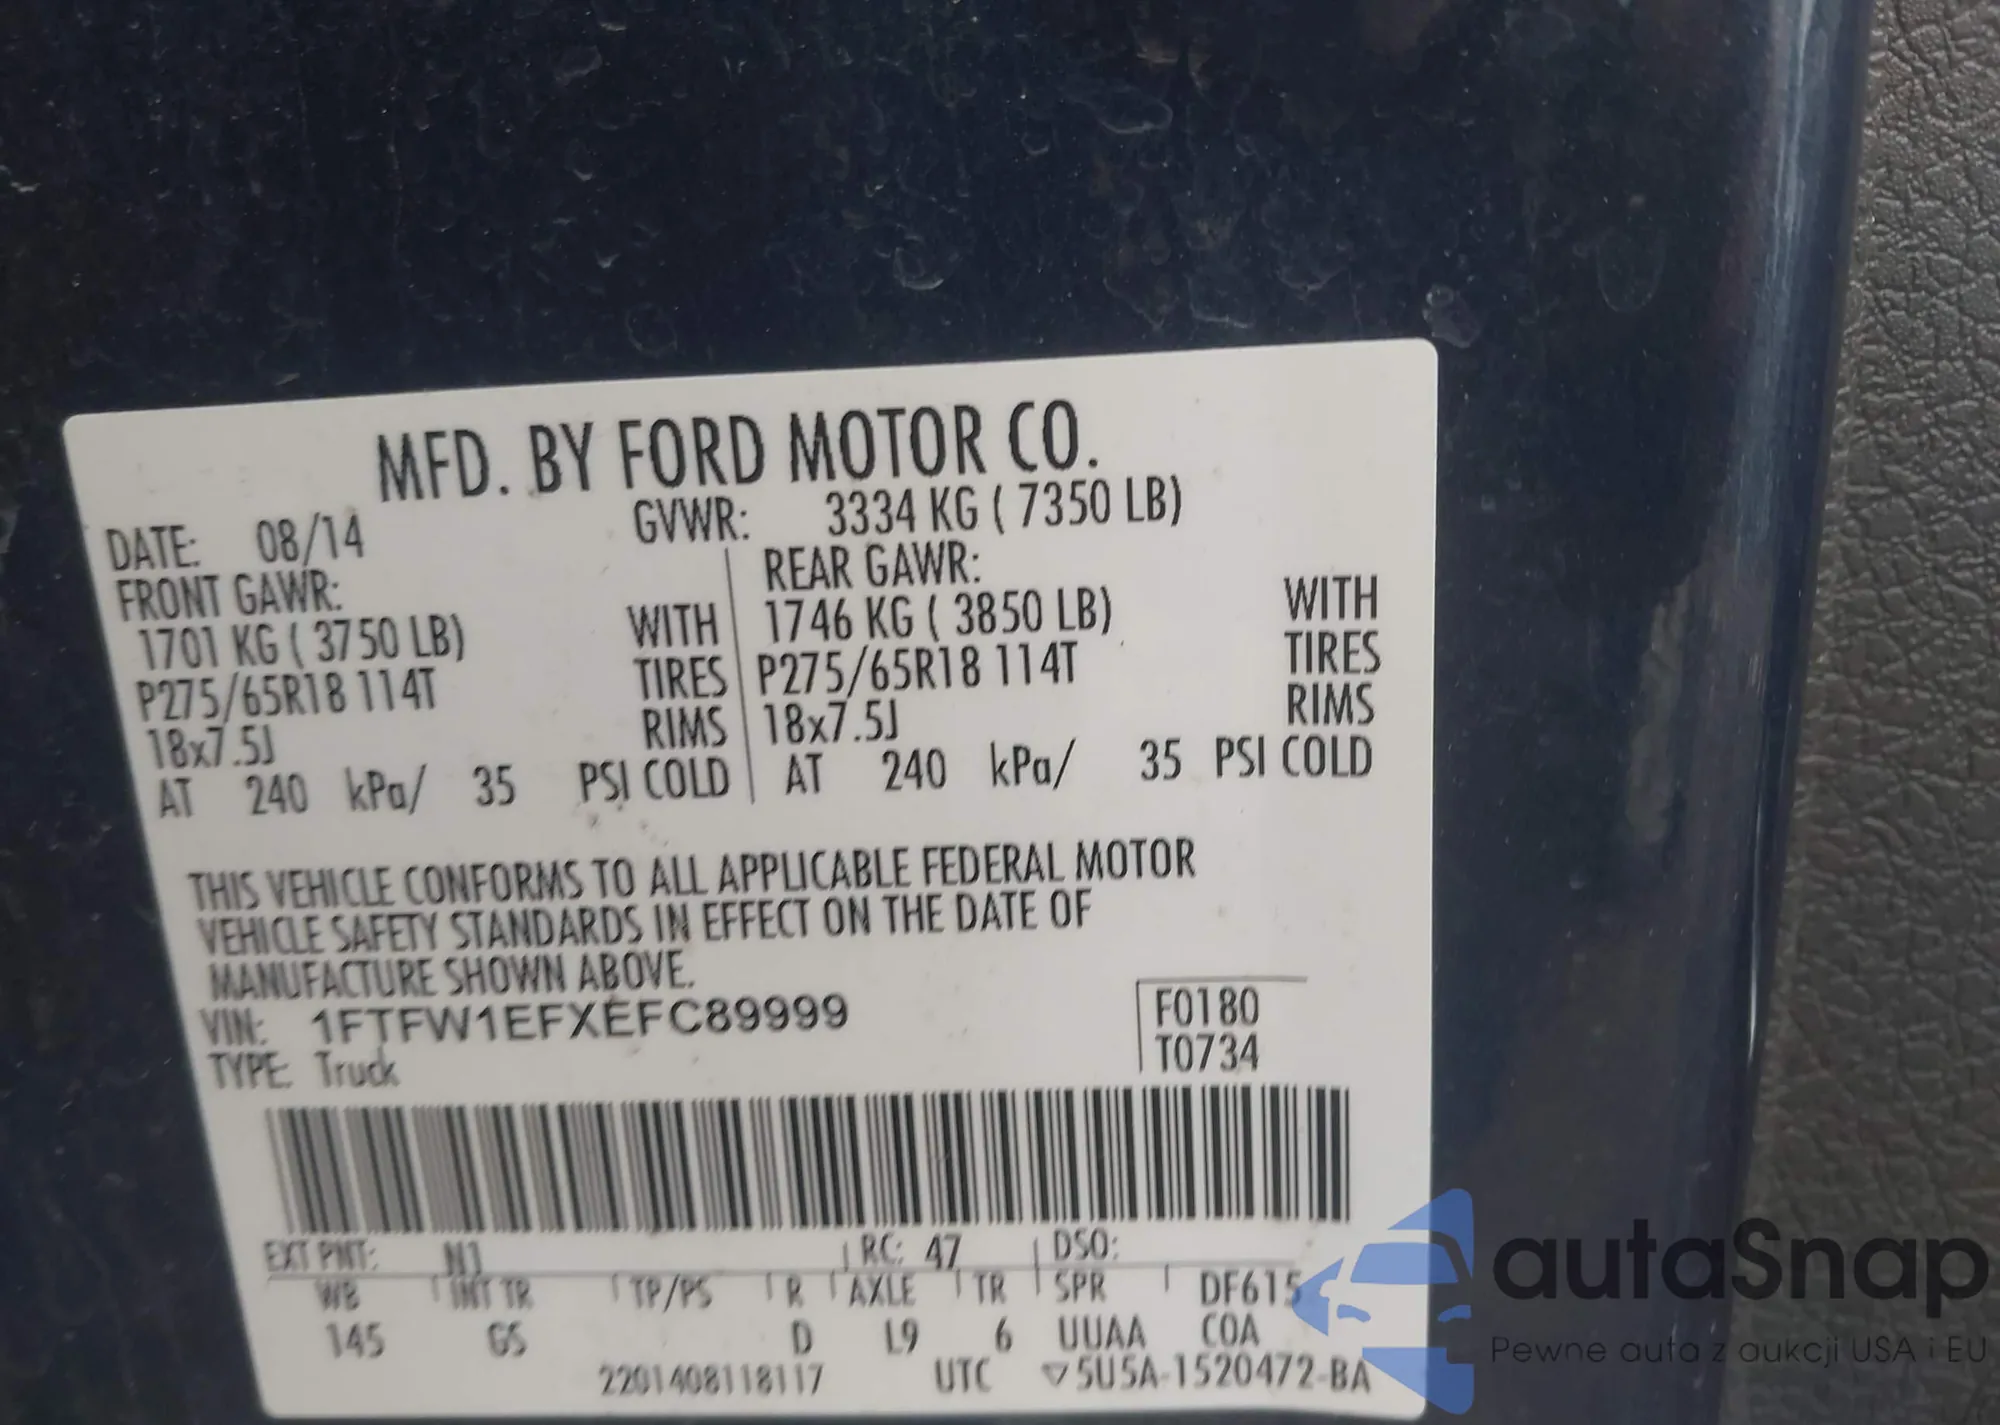 MFD. BY FORD MOTOR CO.
DATE: 08/14 GVWR: 3334 KG ( 7350 LB)
FRONT GAWR: REAR GAWR:
1701 KG ( 3750 LB) WITH 1746 KG ( 3850 LB) WITH
P275/65R18 114T TIRES P275/65R18 114T TIRES
18x7.5J RIMS 18x7.5J RIMS
AT 240 kPa/ 35 PSI COLD AT 240 kPa/ 35 PSI COLD
THIS VEHICLE CONFORMS TO ALL APPLICABLE FEDERAL MOTOR
VEHICLE SAFETY STANDARDS IN EFFECT ON THE DATE OF
MANUFACTURE SHOWN ABOVE.
VIN: 1FTFW1EFXEFC89999 F0180
TYPE: Truck T0734
EXT PNT: N1 RC: 47 DSO:
WB INT TR TP/PS R AXLE TR SPR DF615
145 GS D L9 6 UUAA COA
2201408118117 UTC ▽5U5A-1520472-BA
autoSnap
Pewne auta z aukcji USA i EU